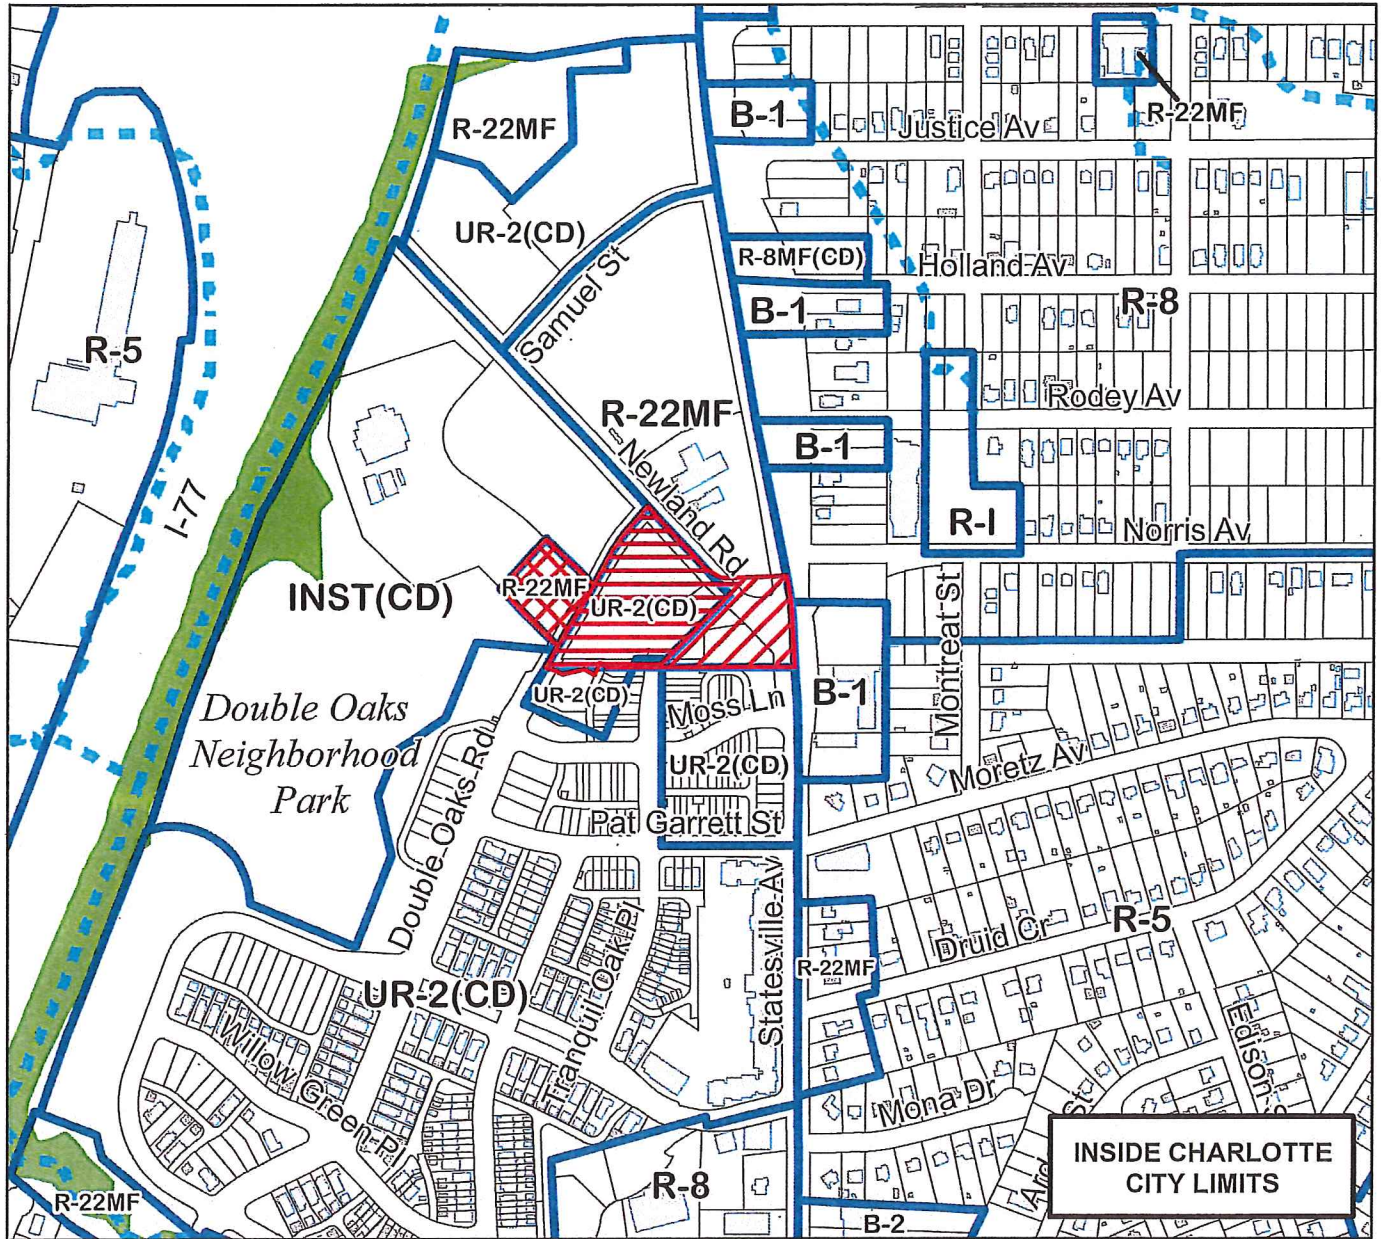 R-22MF
B-1
Justice Av
R-22MF
UR-2(CD)
Samuel St
R-8MF(CD)
Holland Av
B-1
R-8
R-5
Rodey Av
R-22MF
B-1
Newland Rd
I-77
R-I
Norris Av
INST(CD)
R-22MF
UR-2(CD)
Montreat St
UR-2(CD)
Moss Ln
B-1
Double Oaks
Neighborhood
Park
Double Oaks Rd
UR-2(CD)
Moretz Av
Pat Garrett St
Statesville Av
R-5
Druid Cr
R-22MF
UR-2(CD)
Tranquil Oak Pl
Willow Green Pl
Edison S
Mona Dr
St
INSIDE CHARLOTTE
CITY LIMITS
R-8
R-22MF
B-2